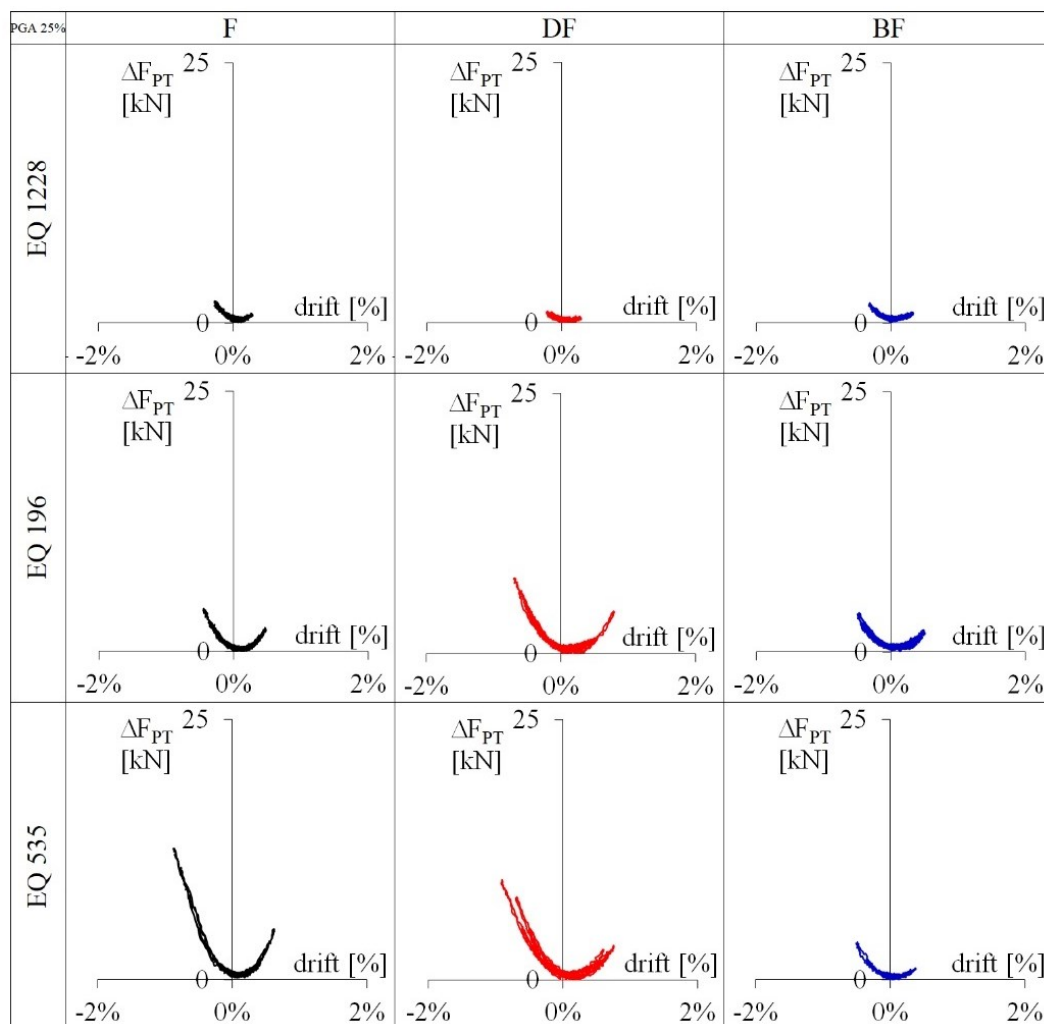 PGA 25% F DF BF
EQ 1228
ΔF_PT 25
[kN]
drift [%]
0
-2% 0% 2%
ΔF_PT 25
[kN]
drift [%]
0
-2% 0% 2%
ΔF_PT 25
[kN]
drift [%]
0
-2% 0% 2%
EQ 196
ΔF_PT 25
[kN]
drift [%]
0
-2% 0% 2%
ΔF_PT 25
[kN]
drift [%]
0
-2% 0% 2%
ΔF_PT 25
[kN]
drift [%]
0
-2% 0% 2%
EQ 535
ΔF_PT 25
[kN]
drift [%]
0
-2% 0% 2%
ΔF_PT 25
[kN]
drift [%]
0
-2% 0% 2%
ΔF_PT 25
[kN]
drift [%]
0
-2% 0% 2%